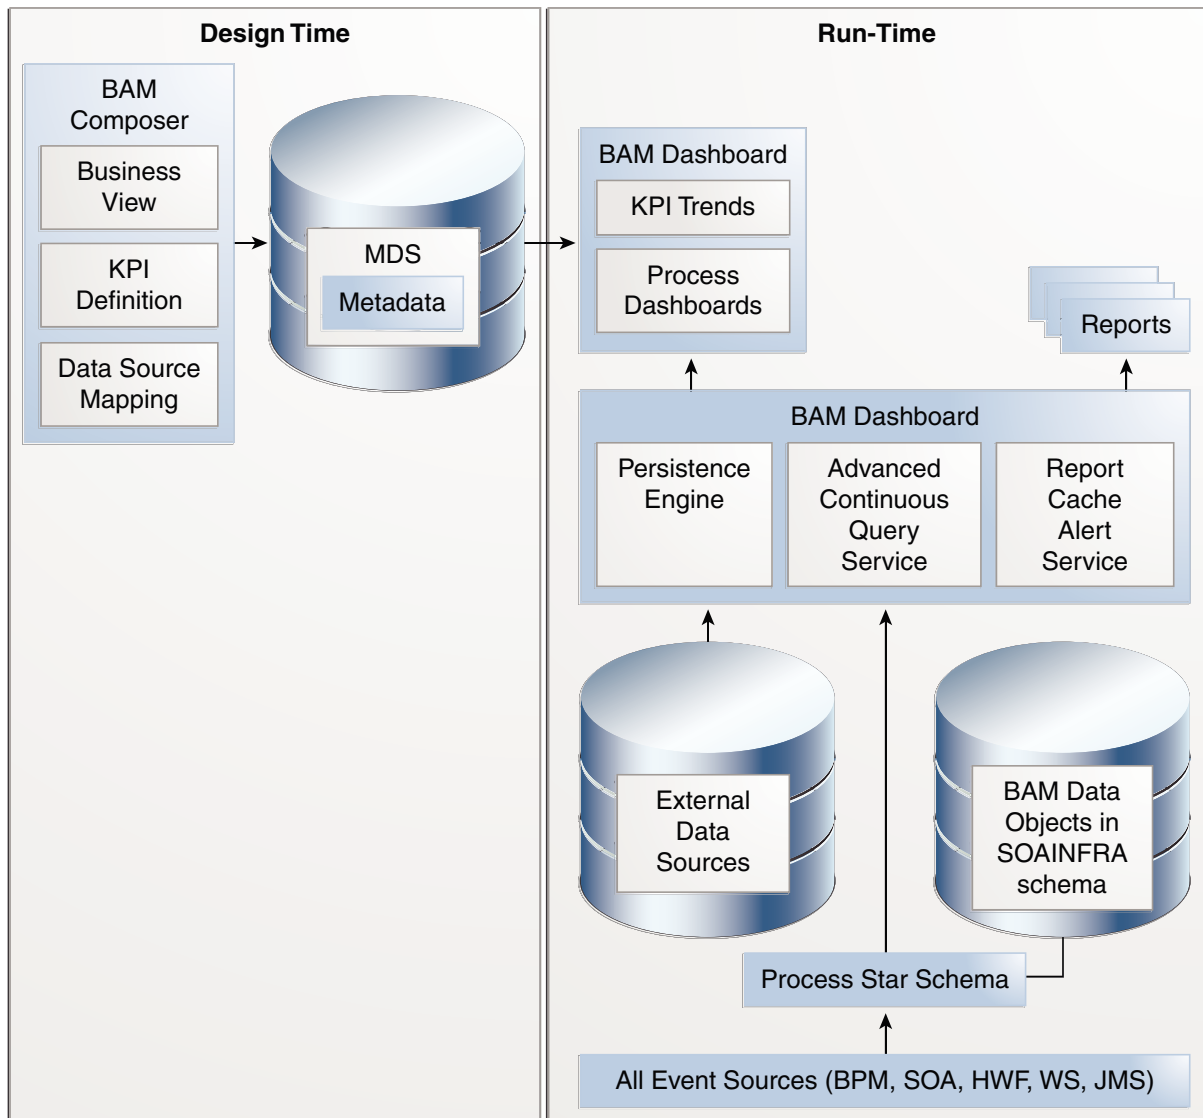 Design Time
BAM
Composer
Business
View
KPI
Definition
Data Source
Mapping
MDS
Metadata
Run-Time
BAM Dashboard
KPI Trends
Process
Dashboards
Reports
BAM Dashboard
Persistence
Engine
Advanced
Continuous
Query
Service
Report
Cache
Alert
Service
External
Data
Sources
BAM Data
Objects in
SOAINFRA
schema
Process Star Schema
All Event Sources (BPM, SOA, HWF, WS, JMS)